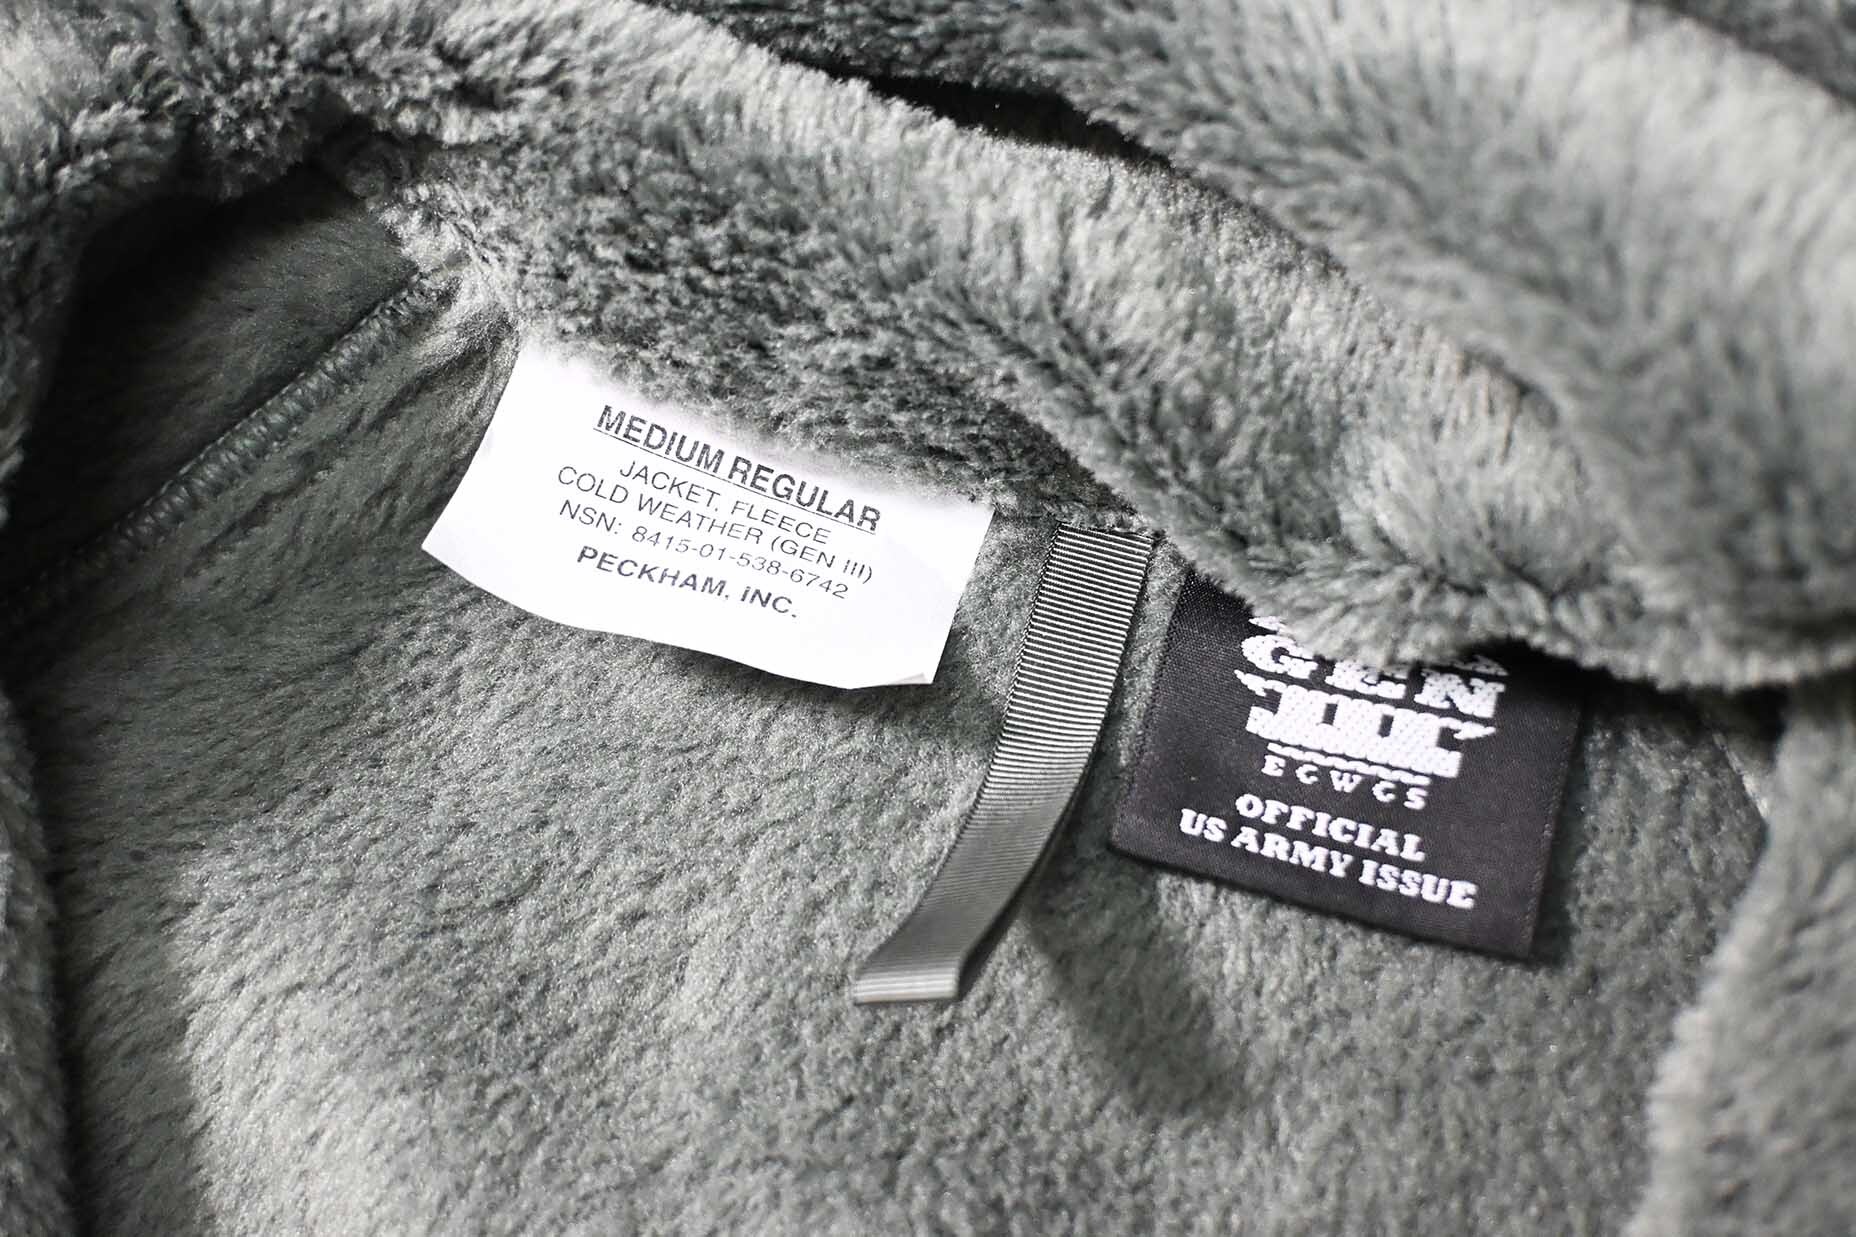 MEDIUM REGULAR
JACKET, FLEECE
COLD WEATHER (GEN III)
NSN: 8415-01-538-6742
PECKHAM, INC.
GEN
III
ECWCS
OFFICIAL
US ARMY ISSUE